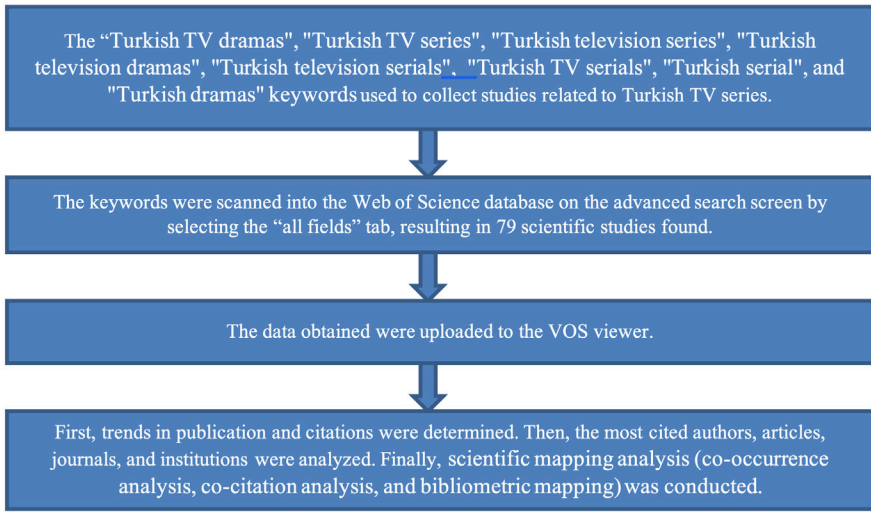 The “Turkish TV dramas", "Turkish TV series", "Turkish television series", "Turkish
television dramas", "Turkish television serials", "Turkish TV serials", "Turkish serial", and
"Turkish dramas" keywords used to collect studies related to Turkish TV series.
The keywords were scanned into the Web of Science database on the advanced search screen by
selecting the “all fields” tab, resulting in 79 scientific studies found.
The data obtained were uploaded to the VOS viewer.
First, trends in publication and citations were determined. Then, the most cited authors, articles,
journals, and institutions were analyzed. Finally, scientific mapping analysis (co-occurrence
analysis, co-citation analysis, and bibliometric mapping) was conducted.